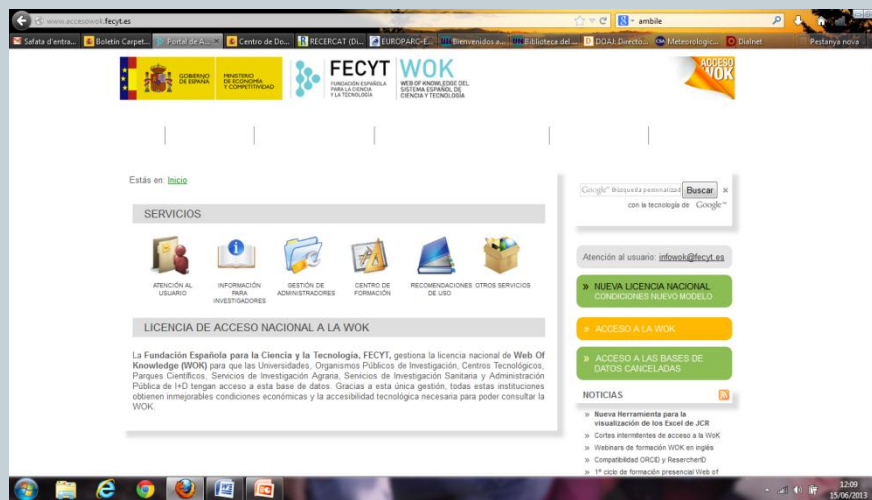 www.accesowok.fecyt.es
ambile
Safata d'entra...
Boletín Carpet...
Portal de A...
Centro de Do...
RECERCAT (Di...
EUROPARC-E...
Bienvenidos a...
Biblioteca del ...
DOAJ: Directo...
Meteorologic...
Dialnet
Pestanya nova
GOBIERNO DE ESPAÑA
MINISTERIO DE ECONOMÍA Y COMPETITIVIDAD
FECYT
FUNDACIÓN ESPAÑOLA PARA LA CIENCIA Y LA TECNOLOGÍA
WOK
WEB OF KNOWLEDGE DEL SISTEMA ESPAÑOL DE CIENCIA Y TECNOLOGÍA
ACCESO
WOK
Estás en: Inicio
SERVICIOS
ATENCIÓN AL USUARIO
INFORMACIÓN PARA INVESTIGADORES
GESTIÓN DE ADMINISTRADORES
CENTRO DE FORMACIÓN
RECOMENDACIONES DE USO
OTROS SERVICIOS
LICENCIA DE ACCESO NACIONAL A LA WOK
La Fundación Española para la Ciencia y la Tecnología, FECYT, gestiona la licencia nacional de Web Of
Knowledge (WOK) para que las Universidades, Organismos Públicos de Investigación, Centros Tecnológicos,
Parques Científicos, Servicios de Investigación Agraria, Servicios de Investigación Sanitaria y Administración
Pública de I+D tengan acceso a esta base de datos. Gracias a esta única gestión, todas estas instituciones
obtienen inmejorables condiciones económicas y la accesibilidad tecnológica necesaria para poder consultar la
WOK.
Google™ Búsqueda personalizad
Buscar
×
con la tecnología de Google™
Atención al usuario: infowok@fecyt.es
» NUEVA LICENCIA NACIONAL
CONDICIONES NUEVO MODELO
» ACCESO A LA WOK
» ACCESO A LAS BASES DE
DATOS CANCELADAS
NOTICIAS
» Nueva Herramienta para la
visualización de los Excel de JCR
» Cortes intermitentes de acceso a la WoK
» Webinars de formación WOK en inglés
» Compatibilidad ORCID y ResercherID
» 1º ciclo de formación presencial Web of
12:09
15/06/2013